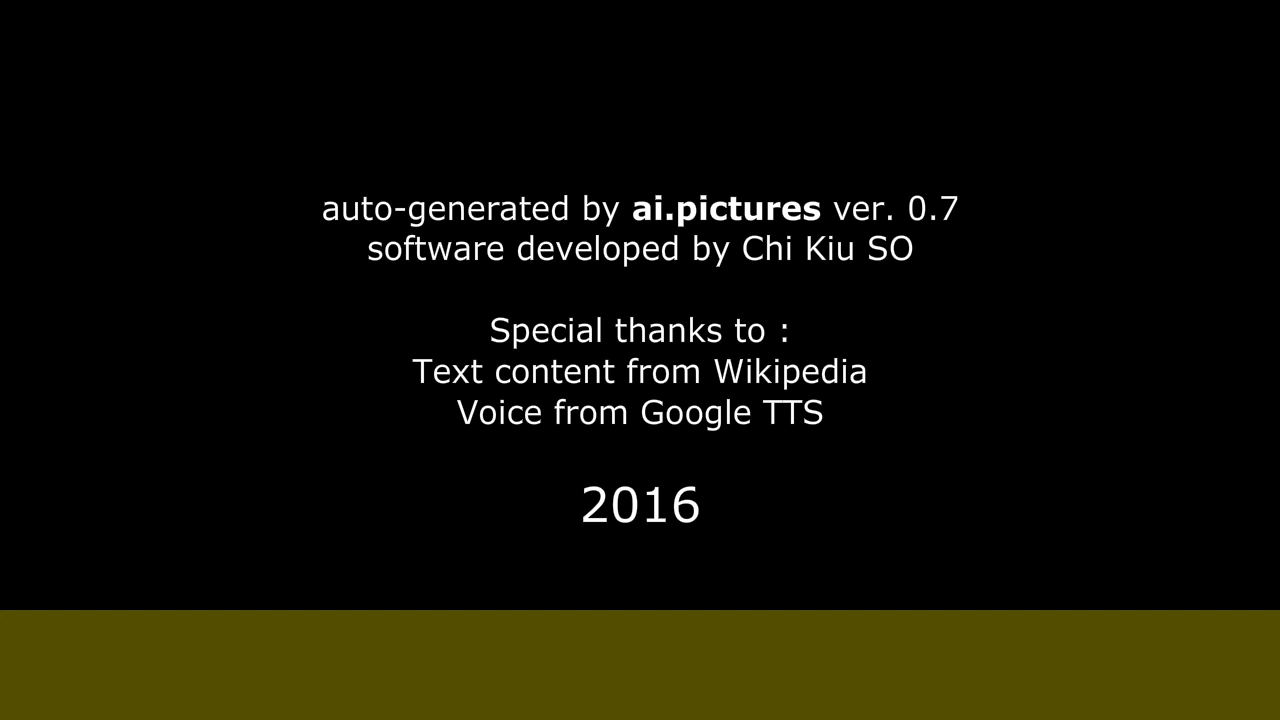 auto-generated by ai.pictures ver. 0.7
software developed by Chi Kiu SO
Special thanks to :
Text content from Wikipedia
Voice from Google TTS
2016